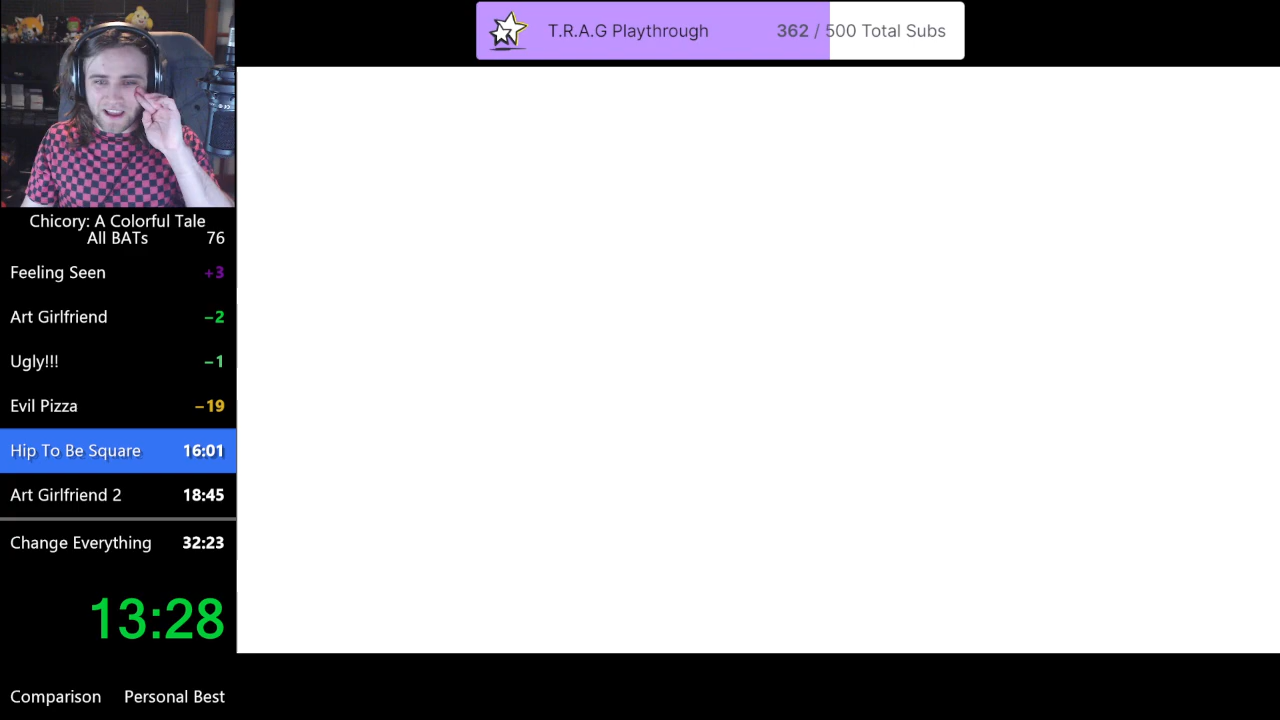 T.R.A.G Playthrough 362 / 500 Total Subs
Chicory: A Colorful Tale
All BATs 76
Feeling Seen +3
Art Girlfriend −2
Ugly!!! −1
Evil Pizza −19
Hip To Be Square 16:01
Art Girlfriend 2 18:45
Change Everything 32:23
13:28
Comparison Personal Best